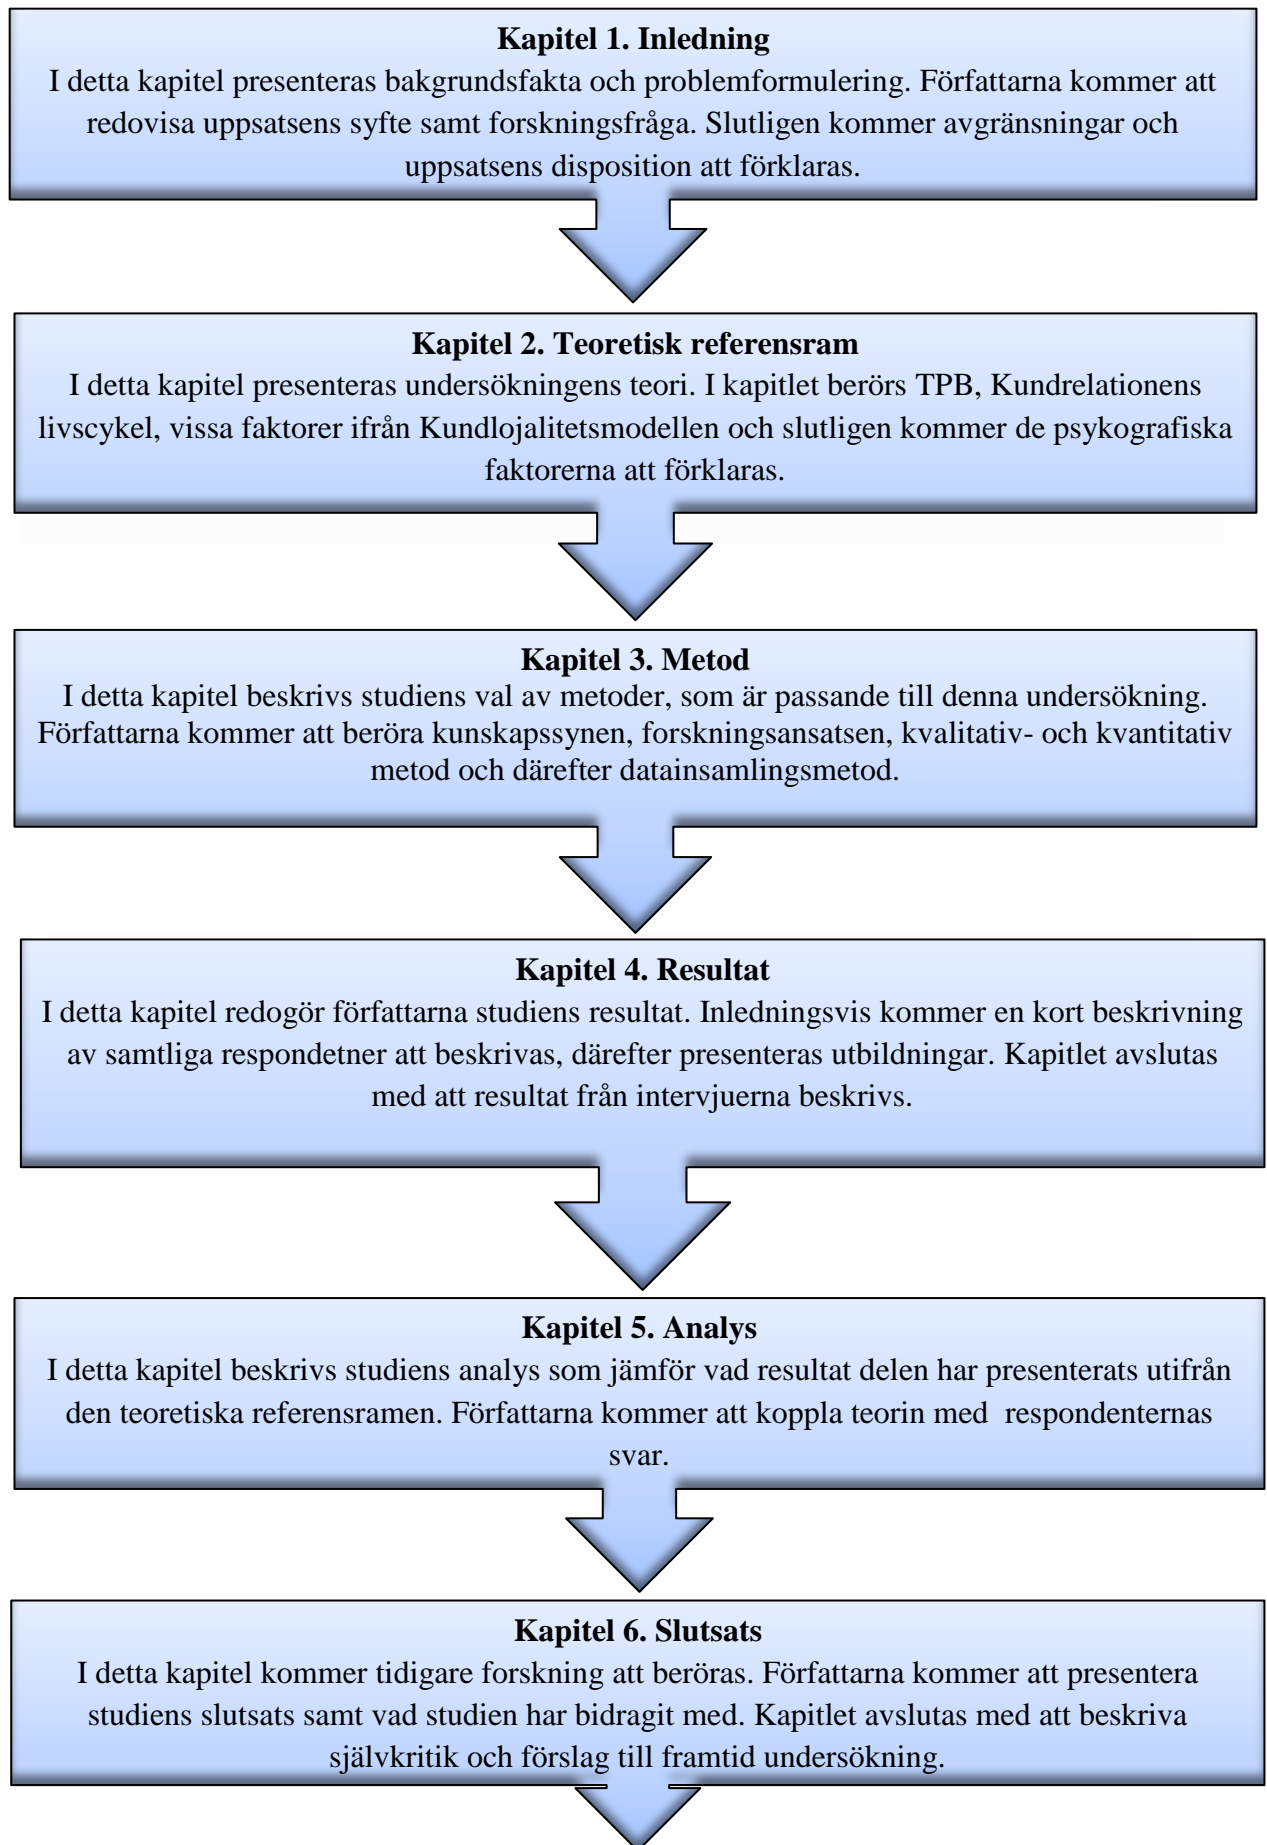 Kapitel 1. Inledning
I detta kapitel presenteras bakgrundsfakta och problemformulering. Författarna kommer att
redovisa uppsatsens syfte samt forskningsfråga. Slutligen kommer avgränsningar och
uppsatsens disposition att förklaras.
Kapitel 2. Teoretisk referensram
I detta kapitel presenteras undersökningens teori. I kapitlet berörs TPB, Kundrelationens
livscykel, vissa faktorer ifrån Kundlojalitetsmodellen och slutligen kommer de psykografiska
faktorerna att förklaras.
Kapitel 3. Metod
I detta kapitel beskrivs studiens val av metoder, som är passande till denna undersökning.
Författarna kommer att beröra kunskapssynen, forskningsansatsen, kvalitativ- och kvantitativ
metod och därefter datainsamlingsmetod.
Kapitel 4. Resultat
I detta kapitel redogör författarna studiens resultat. Inledningsvis kommer en kort beskrivning
av samtliga respondetner att beskrivas, därefter presenteras utbildningar. Kapitlet avslutas
med att resultat från intervjuerna beskrivs.
Kapitel 5. Analys
I detta kapitel beskrivs studiens analys som jämför vad resultat delen har presenterats utifrån
den teoretiska referensramen. Författarna kommer att koppla teorin med  respondenternas
svar.
Kapitel 6. Slutsats
I detta kapitel kommer tidigare forskning att beröras. Författarna kommer att presentera
studiens slutsats samt vad studien har bidragit med. Kapitlet avslutas med att beskriva
självkritik och förslag till framtid undersökning.